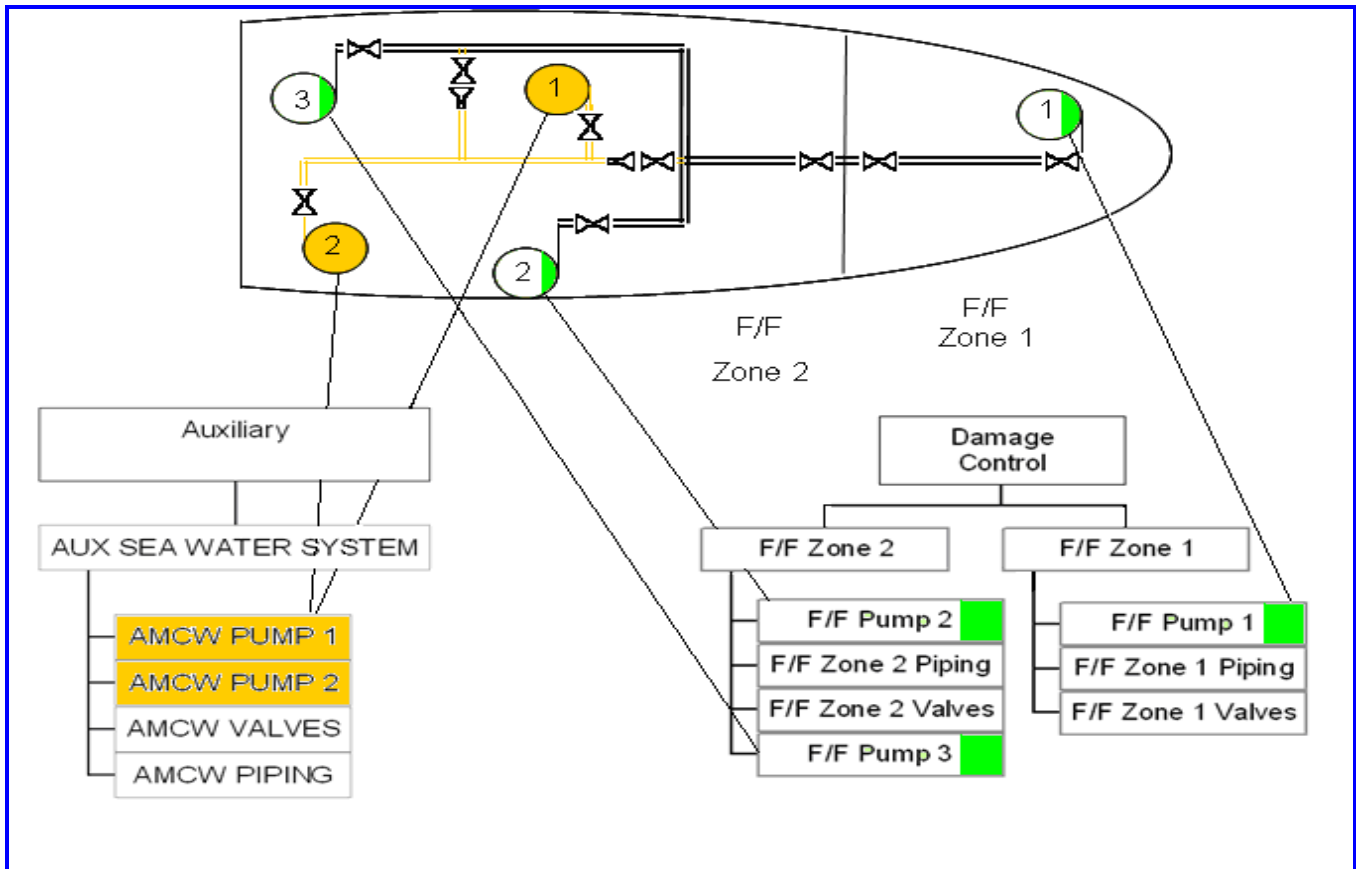 3
1
1
2
2
F/F
Zone 2
F/F
Zone 1
Auxiliary
AUX SEA WATER SYSTEM
AMCW PUMP 1
AMCW PUMP 2
AMCW VALVES
AMCW PIPING
Damage
Control
F/F Zone 2
F/F Pump 2
F/F Zone 2 Piping
F/F Zone 2 Valves
F/F Pump 3
F/F Zone 1
F/F Pump 1
F/F Zone 1 Piping
F/F Zone 1 Valves